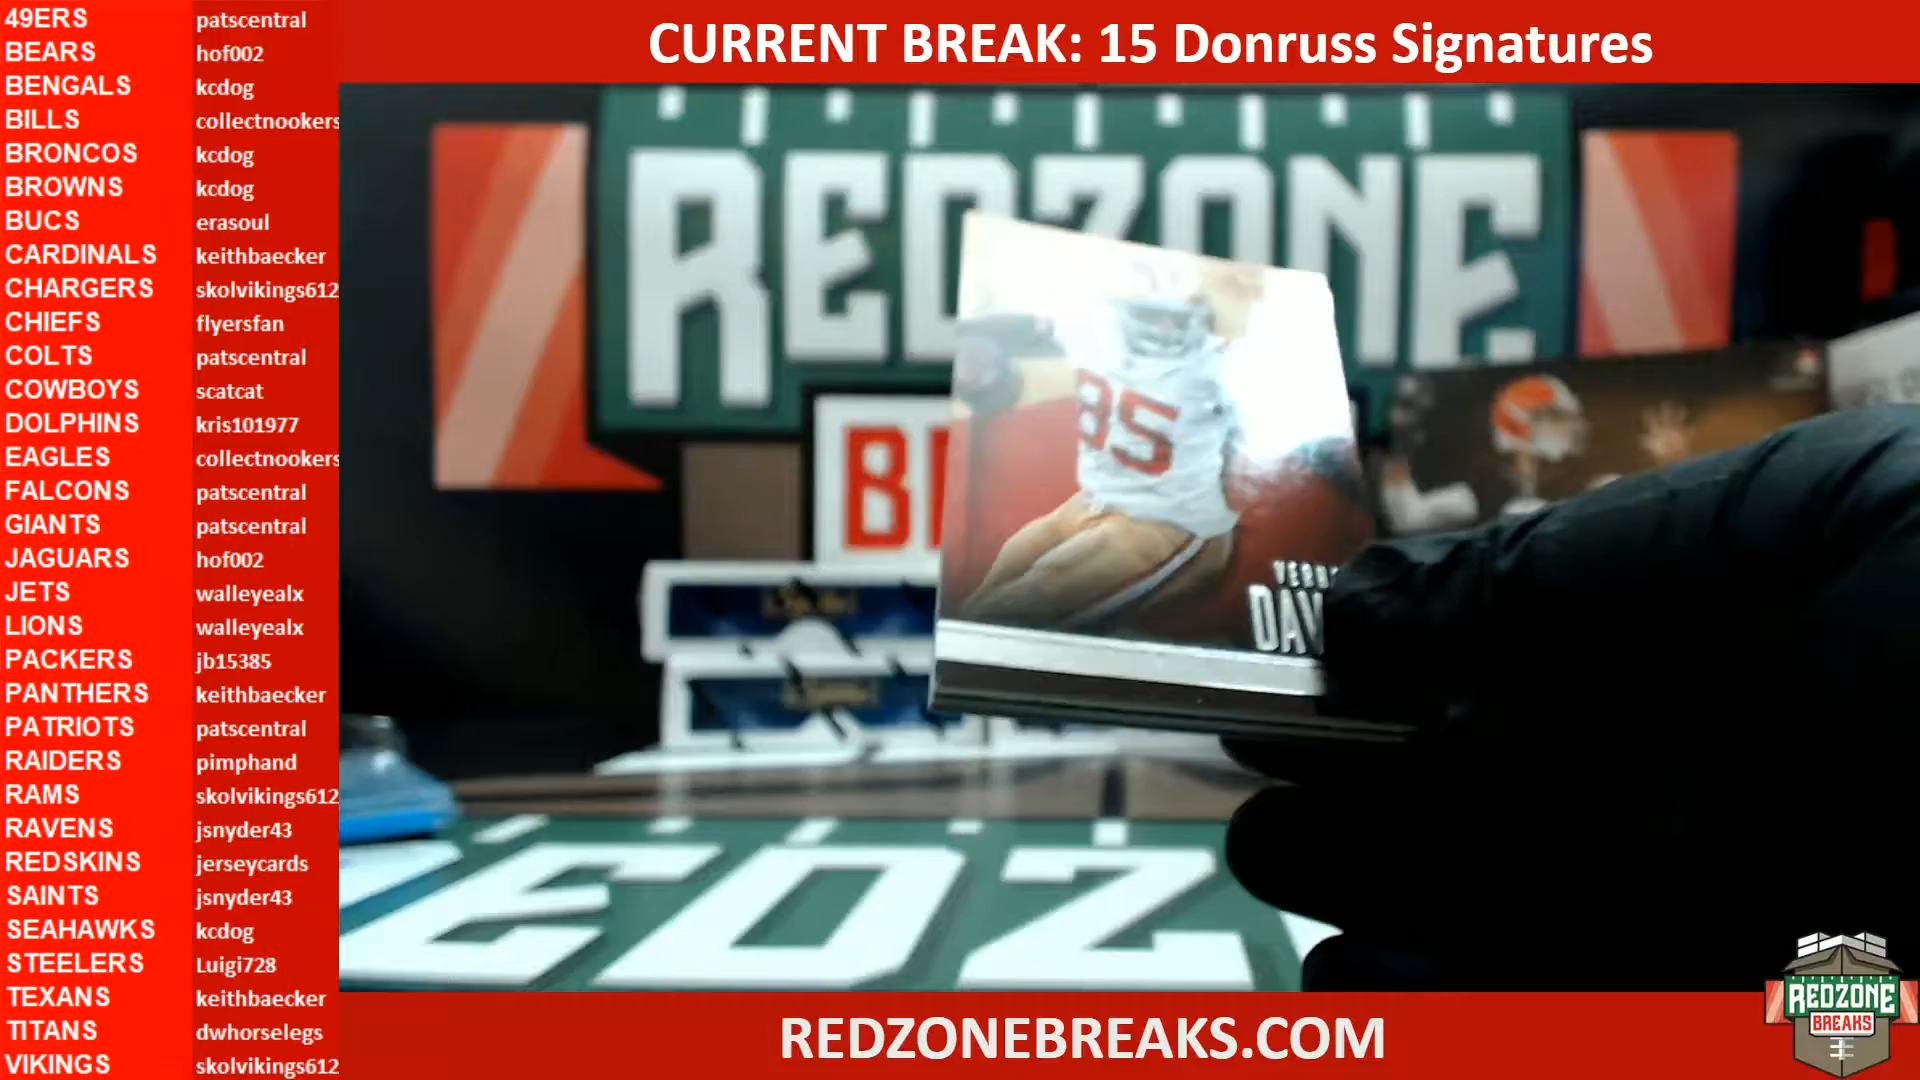 CURRENT BREAK: 15 Donruss Signatures
49ERS patscentral
BEARS hof002
BENGALS kcdog
BILLS collectnookers
BRONCOS kcdog
BROWNS kcdog
BUCS erasoul
CARDINALS keithbaecker
CHARGERS skolvikings612
CHIEFS flyersfan
COLTS patscentral
COWBOYS scatcat
DOLPHINS kris101977
EAGLES collectnookers
FALCONS patscentral
GIANTS patscentral
JAGUARS hof002
JETS walleyealx
LIONS walleyealx
PACKERS jb15385
PANTHERS keithbaecker
PATRIOTS patscentral
RAIDERS pimphand
RAMS skolvikings612
RAVENS jsnyder43
REDSKINS jerseycards
SAINTS jsnyder43
SEAHAWKS kcdog
STEELERS Luigi728
TEXANS keithbaecker
TITANS dwhorselegs
VIKINGS skolvikings612
REDZONE
85
DAV
EDZ
REDZONEBREAKS.COM
REDZONE
BREAKS